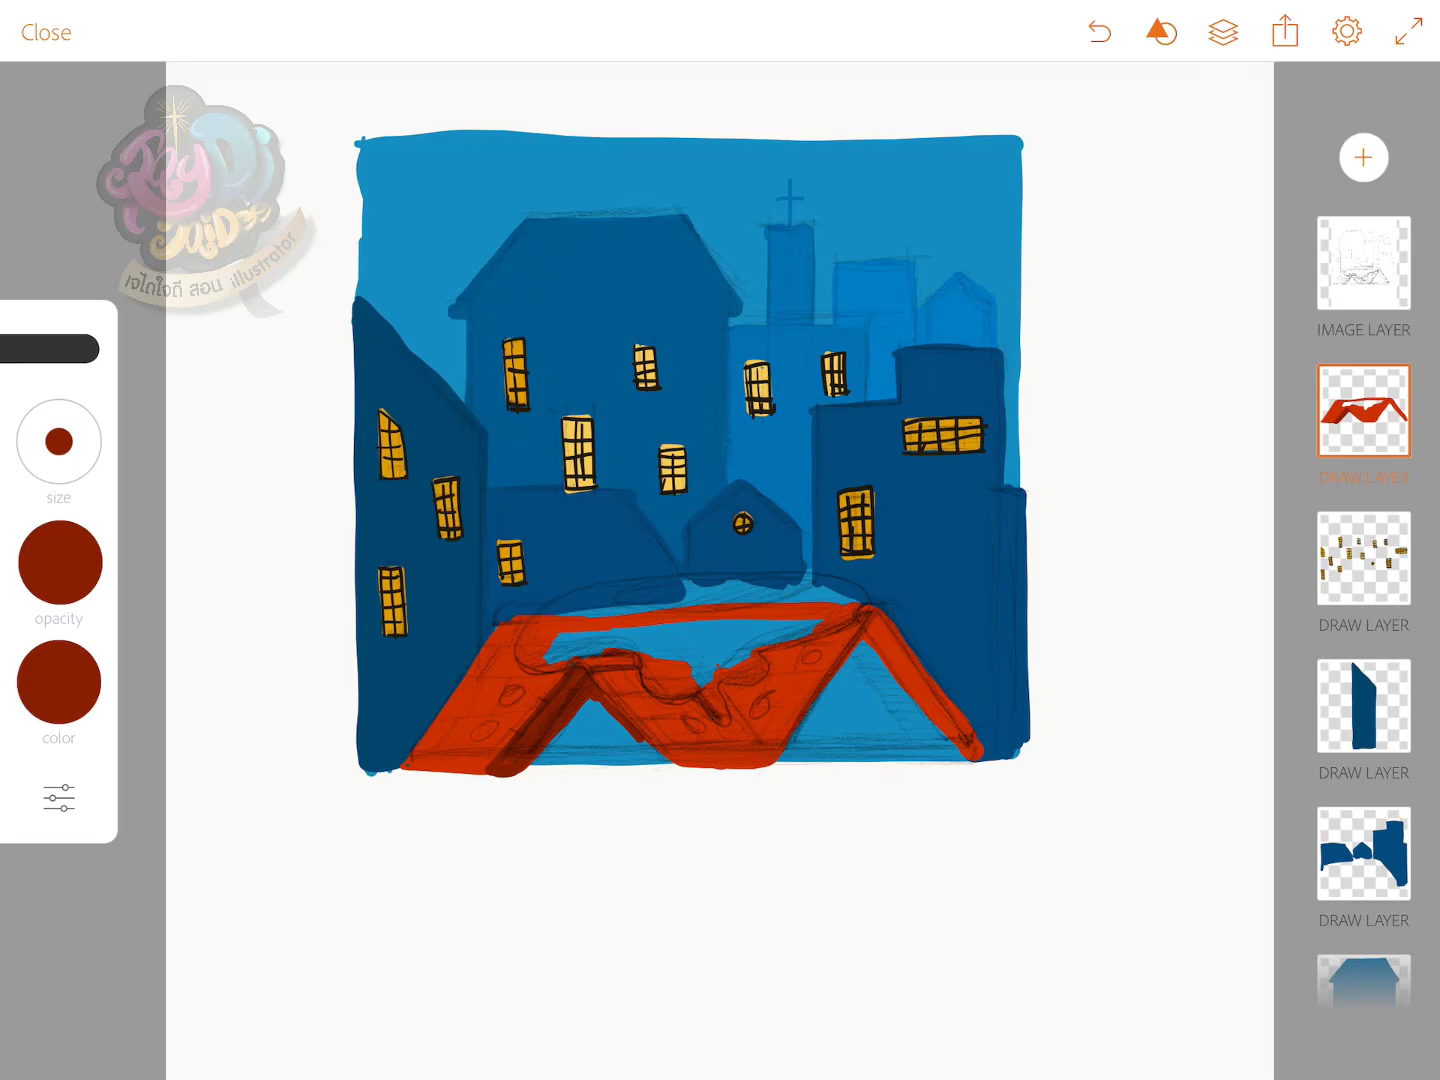 Close
เจไดใจดี สอน illustrator
size
opacity
color
IMAGE LAYER
DRAW LAYER
DRAW LAYER
DRAW LAYER
DRAW LAYER